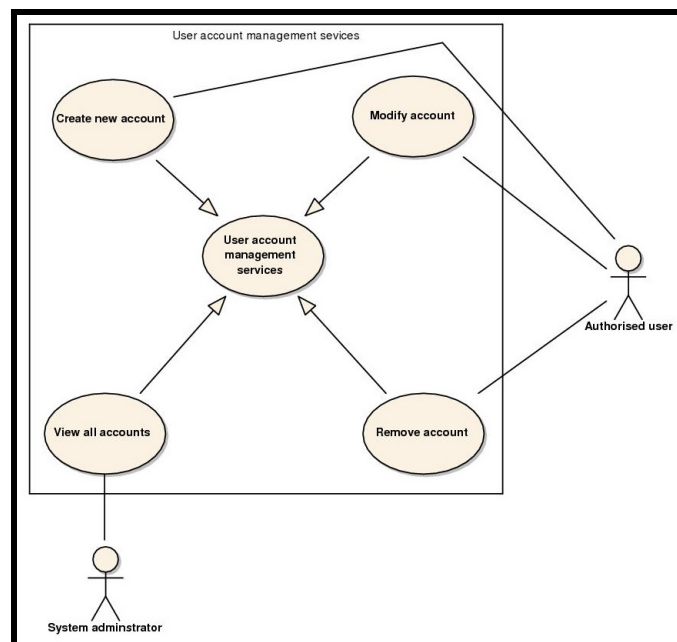 User account management sevices
Create new account
Modify account
User account
management
services
Authorised user
View all accounts
Remove account
System adminstrator